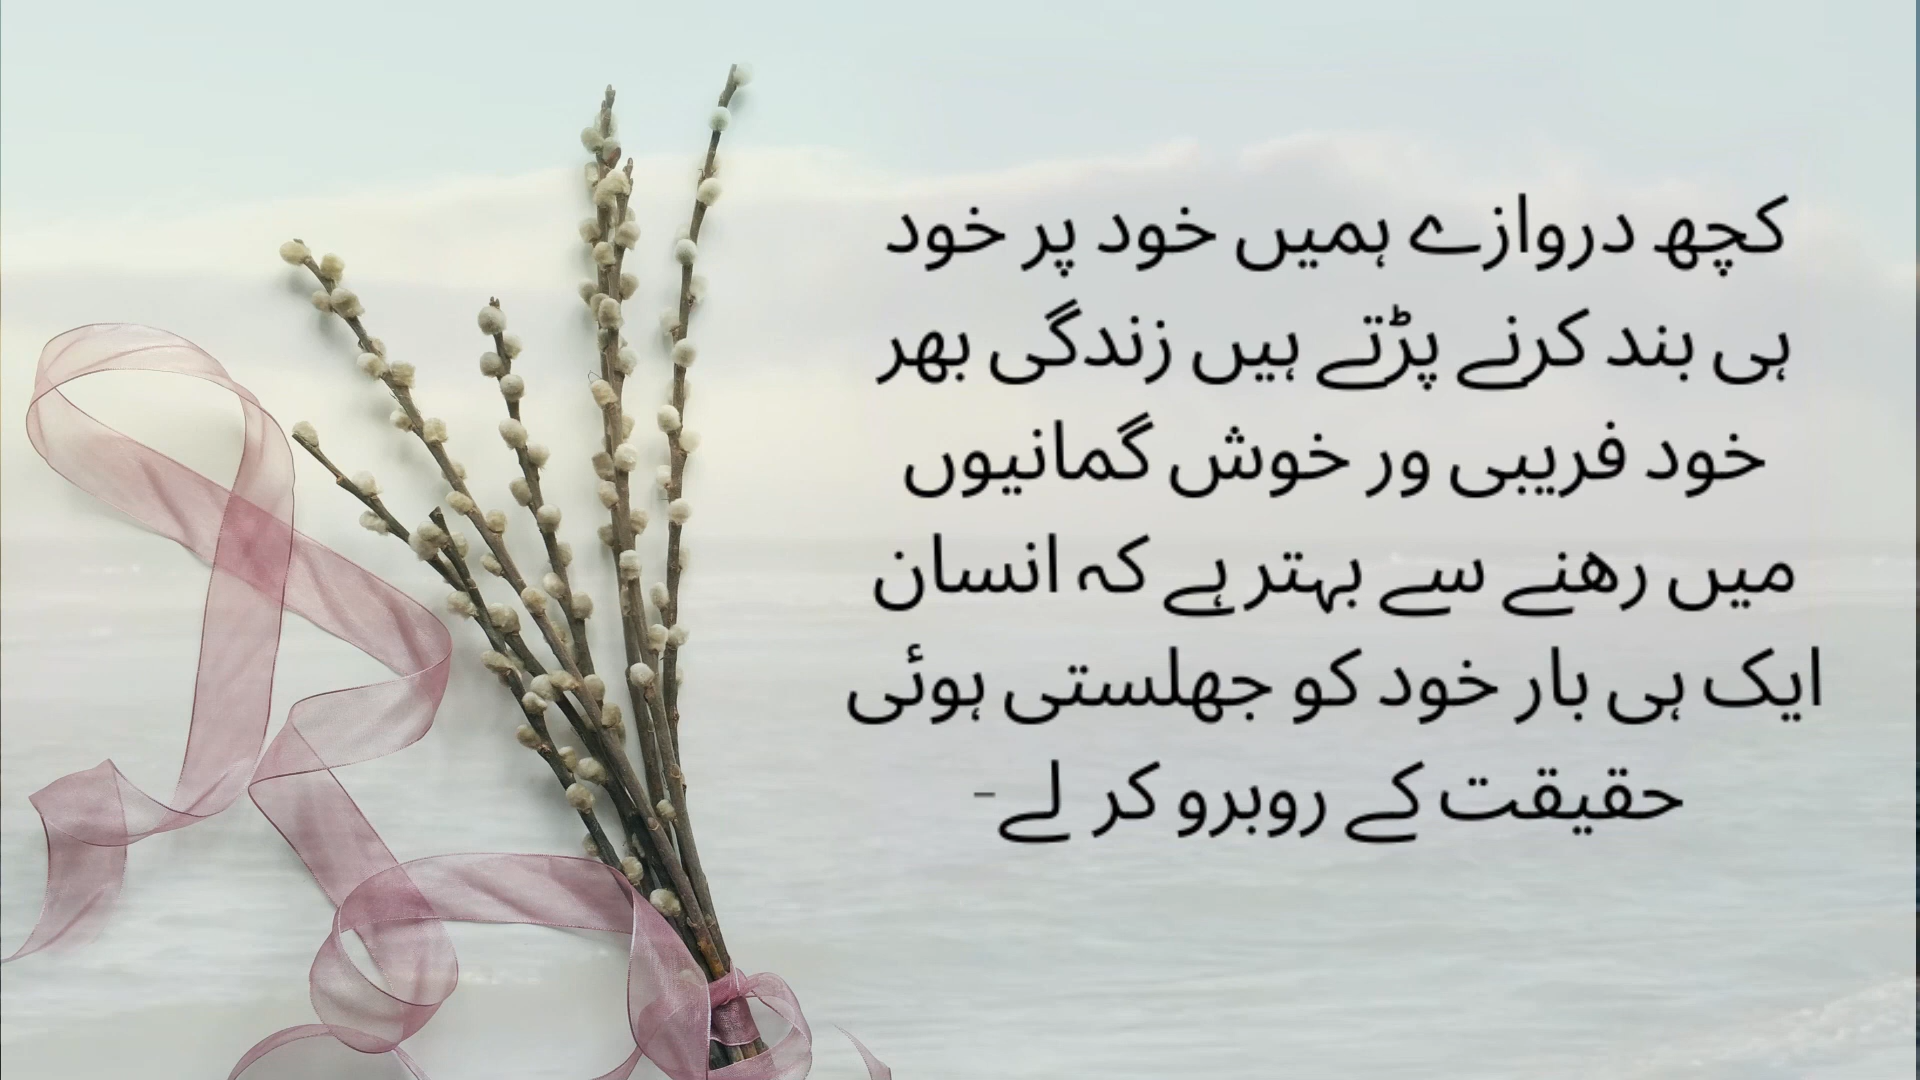 کچھ دروازے ہمیں خود پر خود
ہی بند کرنے پڑتے ہیں زندگی بھر
خود فریبی ور خوش گمانیوں
میں رھنے سے بہتر ہے کہ انسان
ایک ہی بار خود کو جھلستی ہوئی
حقیقت کے روبرو کر لے-